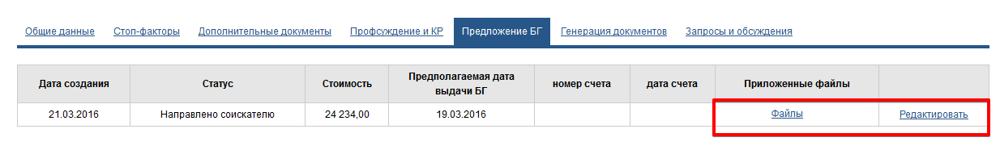 Общие данные Стоп-факторы Дополнительные документы Профсуждение и КР Предложение БГ Генерация документов Запросы и обсуждения
Дата создания Статус Стоимость Предполагаемая дата выдачи БГ номер счета дата счета Приложенные файлы
21.03.2016 Направлено соискателю 24 234,00 19.03.2016 Файлы Редактировать